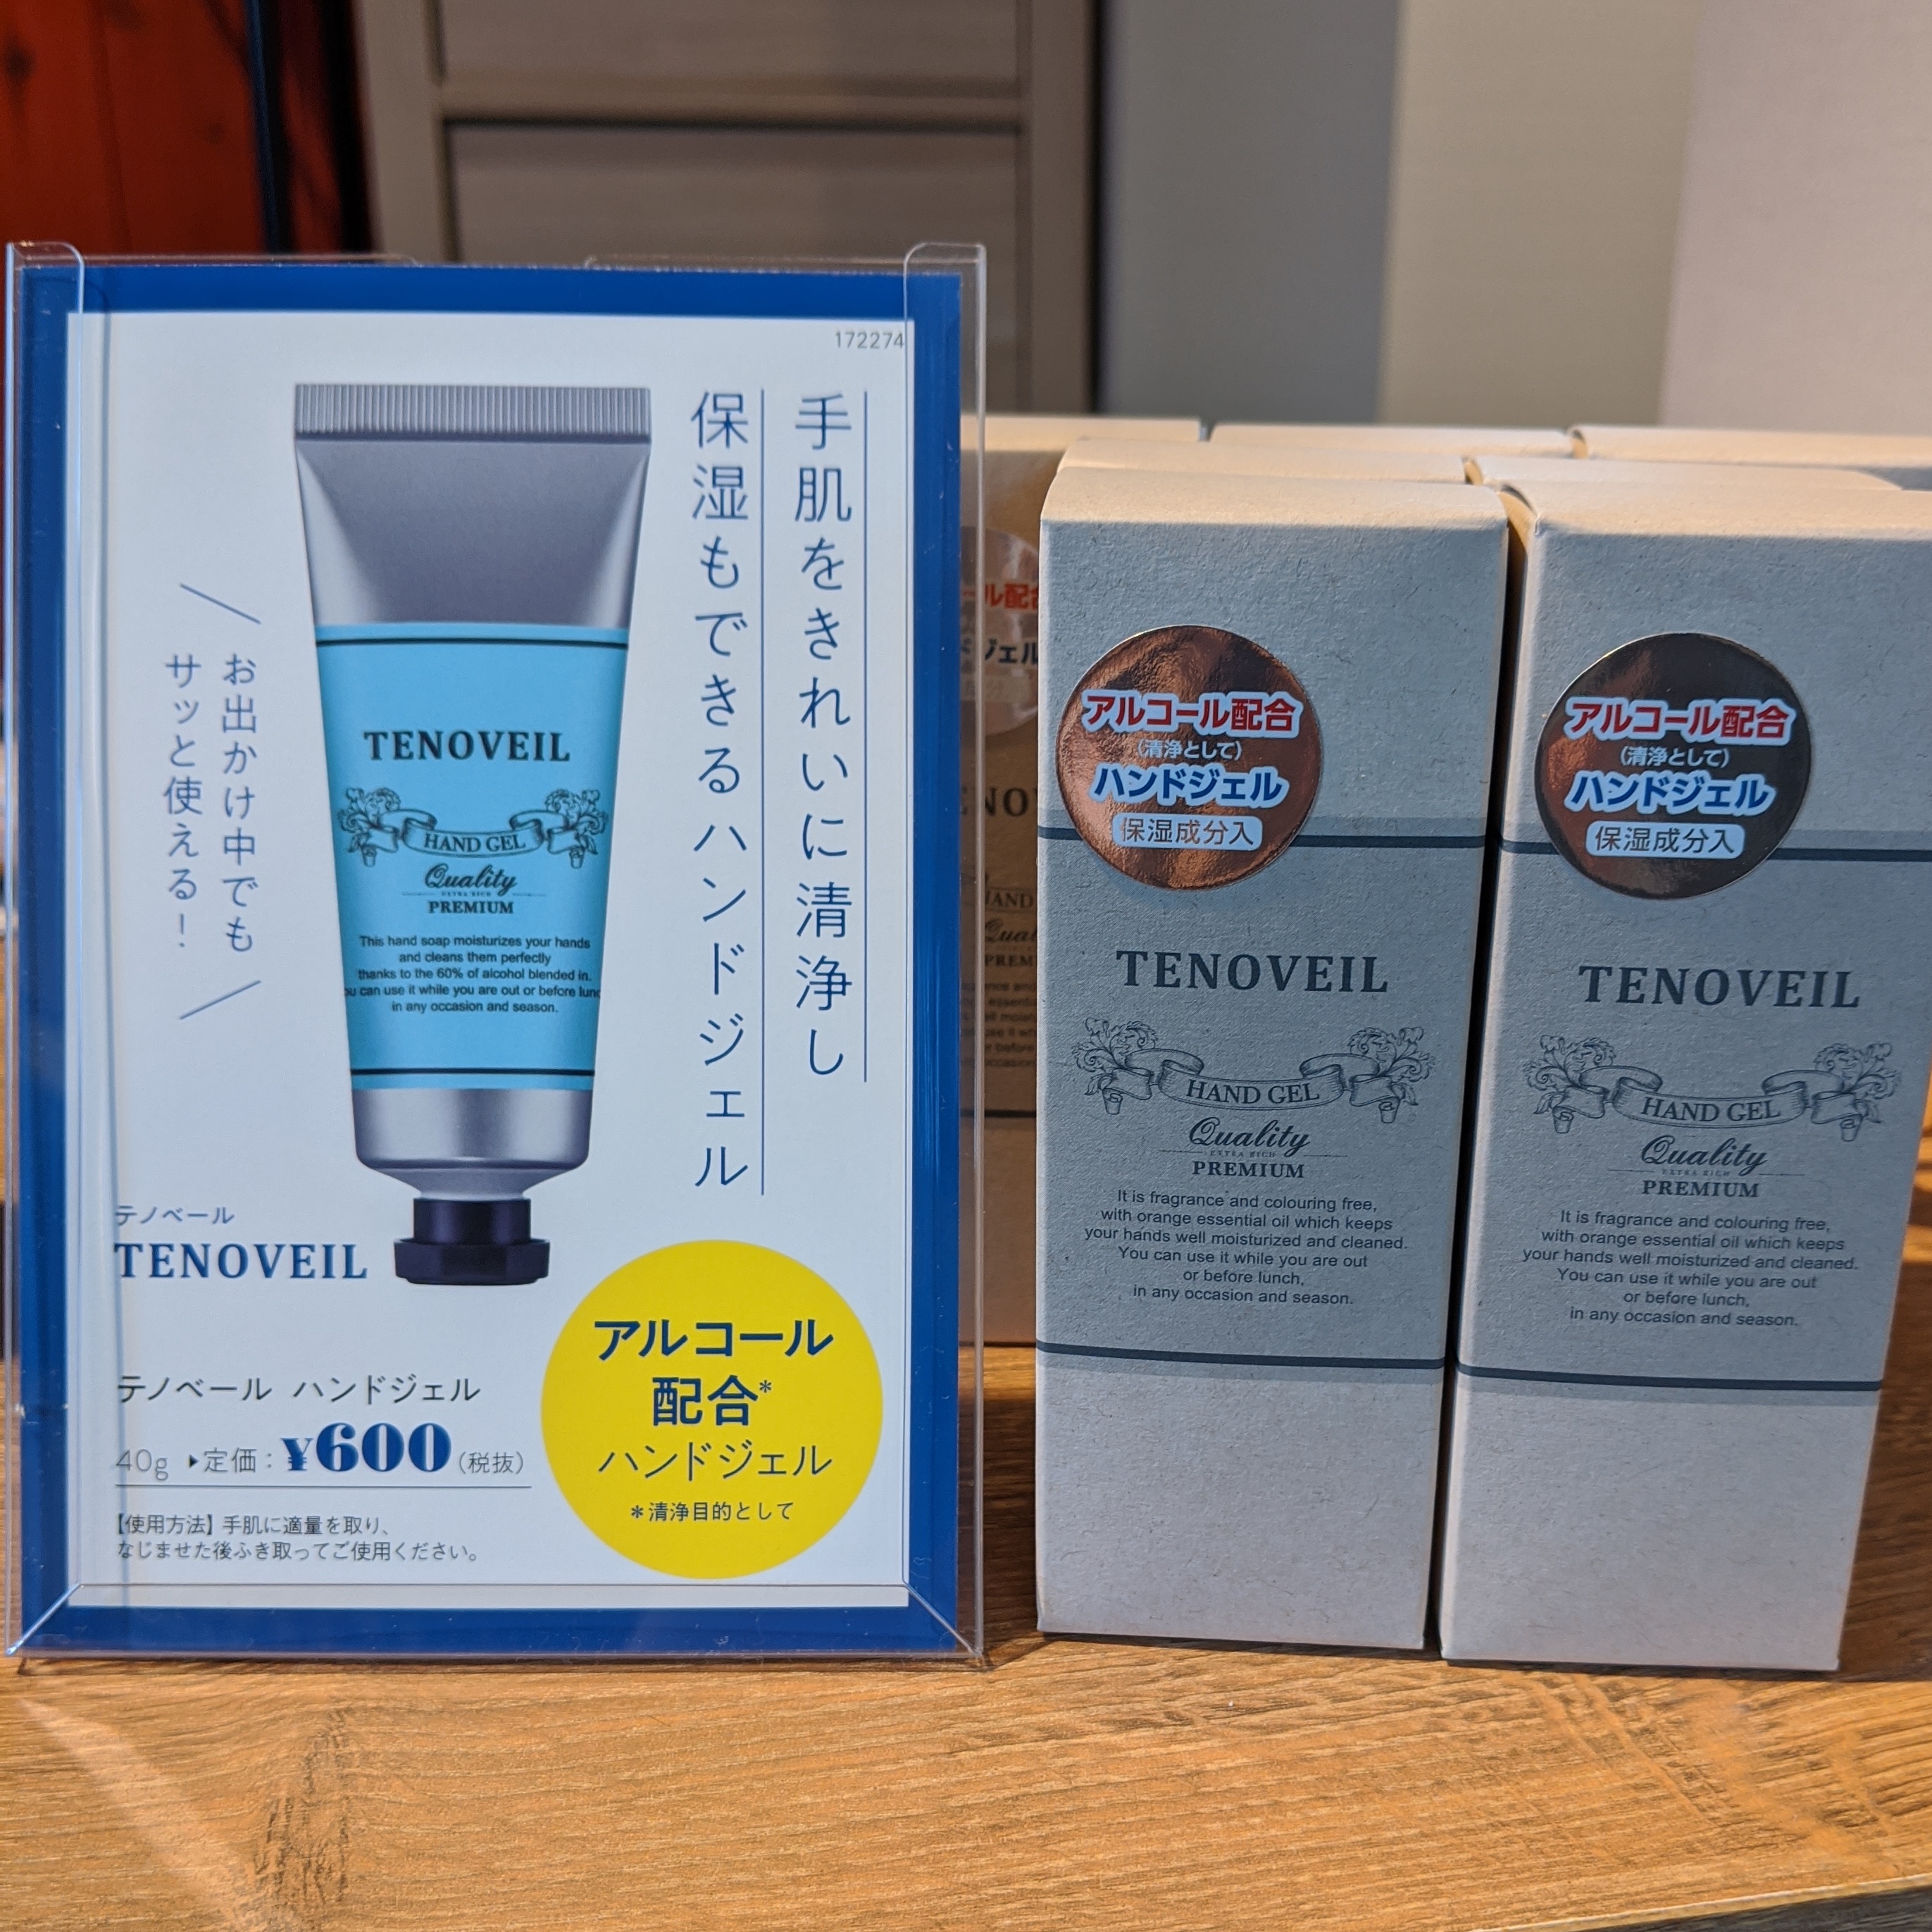 172274
手肌をきれいに清浄し
保湿もできるハンドジェル
お出かけ中でも
サッと使える!
TENOVEIL
HAND GEL
Quality
EXTRA RICH
PREMIUM
This hand soap moisturizes your hands
and cleans them perfectly
thanks to the 60% of alcohol blended in.
ou can use it while you are out or before lunc
in any occasion and season.
テノベール
TENOVEIL
テノベール ハンドジェル
40g ▶定価:¥600(税抜)
【使用方法】手肌に適量を取り、
なじませた後ふき取ってご使用ください。
アルコール
配合*
ハンドジェル
*清浄目的として
アルコール配合
(清浄として)
ハンドジェル
保湿成分入
TENOVEIL
HAND GEL
Quality
EXTRA RICH
PREMIUM
It is fragrance and colouring free,
with orange essential oil which keeps
your hands well moisturized and cleaned.
You can use it while you are out
or before lunch,
in any occasion and season.
アルコール配合
(清浄として)
ハンドジェル
保湿成分入
TENOVEIL
HAND GEL
Quality
EXTRA RICH
PREMIUM
It is fragrance and colouring free,
with orange essential oil which keeps
your hands well moisturized and cleaned.
You can use it while you are out
or before lunch,
in any occasion and season.